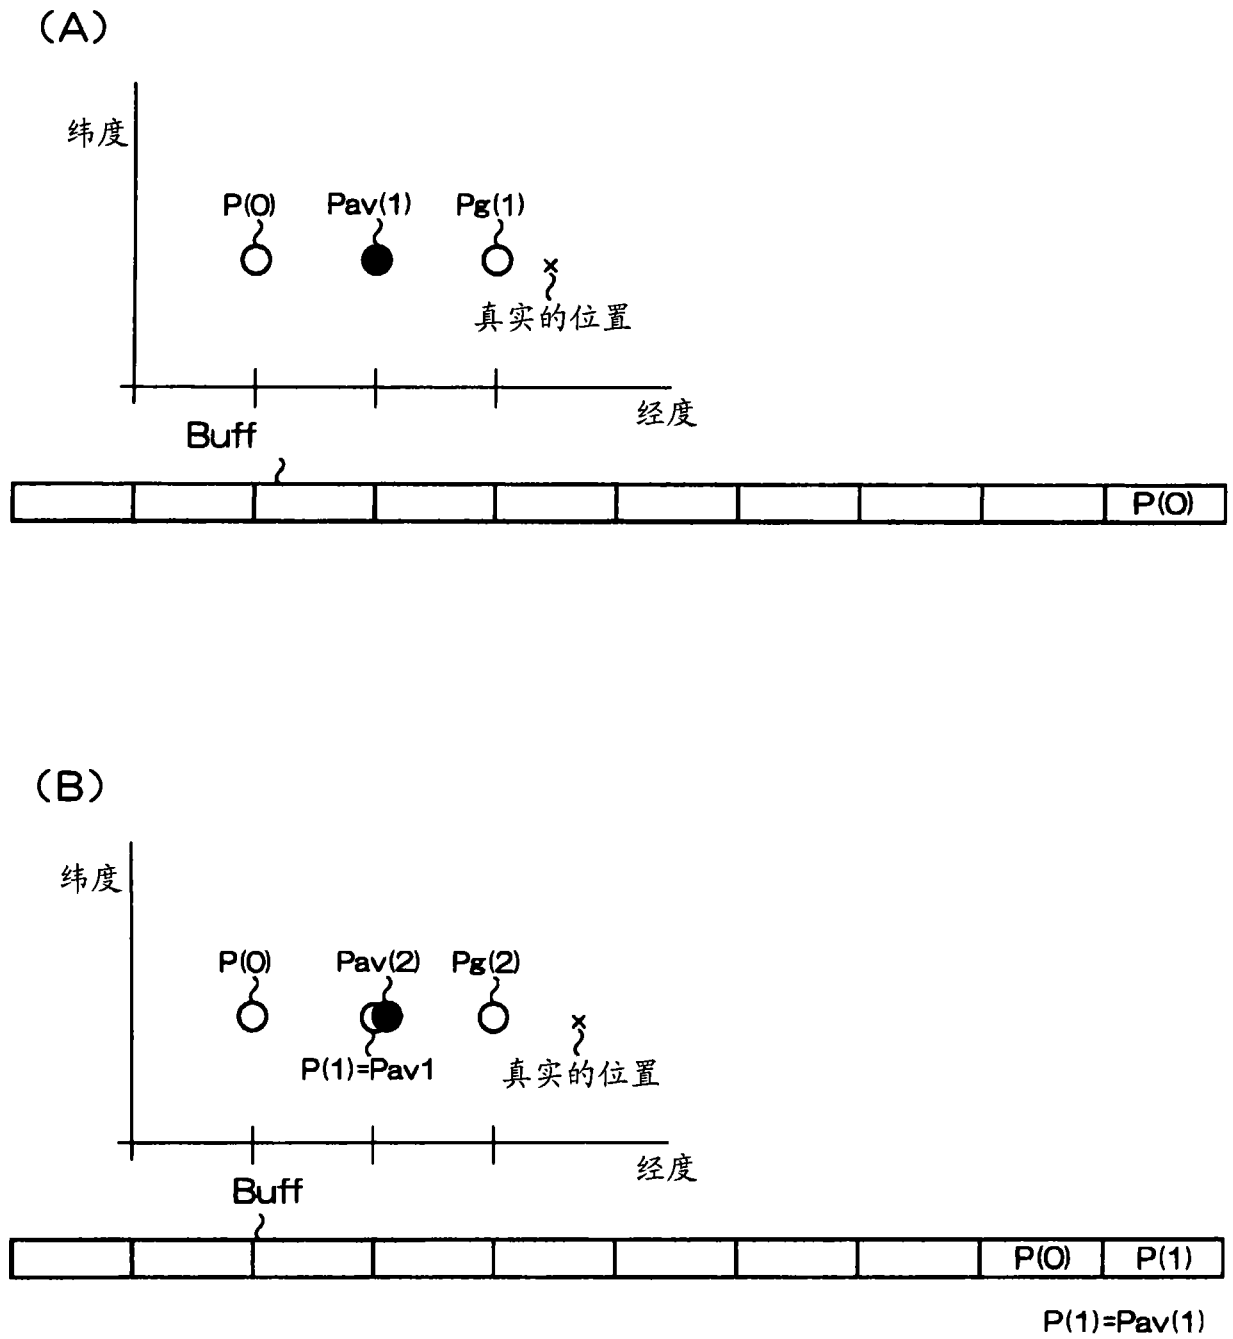 (A)
纬度
P(0) Pav(1) Pg(1)
真实的位置
经度
Buff
P(0)
(B)
纬度
P(0) Pav(2) Pg(2)
P(1)=Pav1
真实的位置
经度
Buff
P(0) P(1)
P(1)=Pav(1)